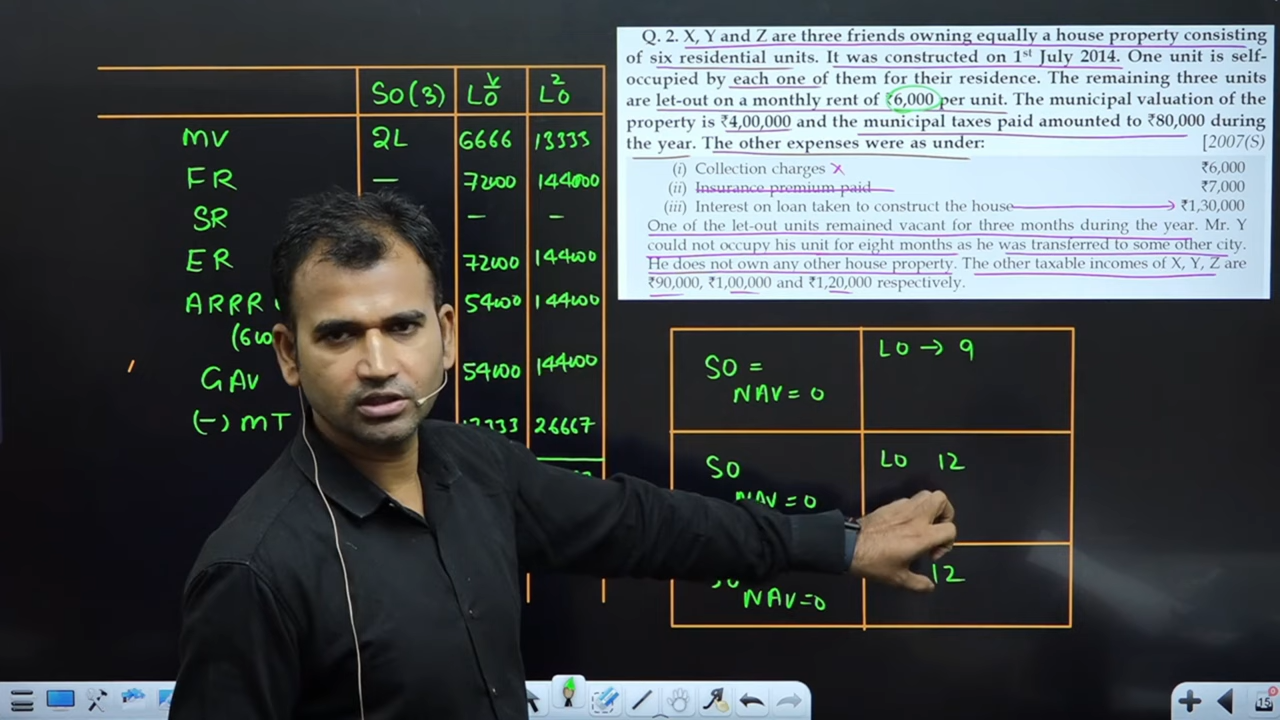 SO(3) LO V LO 2
MV 2L 6666 13333
FR — 72000 144000
SR — —
ER 72000 144000
ARRR 54000 144000
GAV 54000 144000
(-) MT 26667
Q. 2. X, Y and Z are three friends owning equally a house property consisting
of six residential units. It was constructed on 1st July 2014. One unit is self-
occupied by each one of them for their residence. The remaining three units
are let-out on a monthly rent of ₹6,000 per unit. The municipal valuation of the
property is ₹4,00,000 and the municipal taxes paid amounted to ₹80,000 during
the year. The other expenses were as under: [2007(S)
(i) Collection charges X ₹6,000
(ii) Insurance premium paid ₹7,000
(iii) Interest on loan taken to construct the house ₹1,30,000
One of the let-out units remained vacant for three months during the year. Mr. Y
could not occupy his unit for eight months as he was transferred to some other city.
He does not own any other house property. The other taxable incomes of X, Y, Z are
₹90,000, ₹1,00,000 and ₹1,20,000 respectively.
SO = LO → 9
NAV = 0
SO LO 12
NAV = 0
12
NAV=0
15